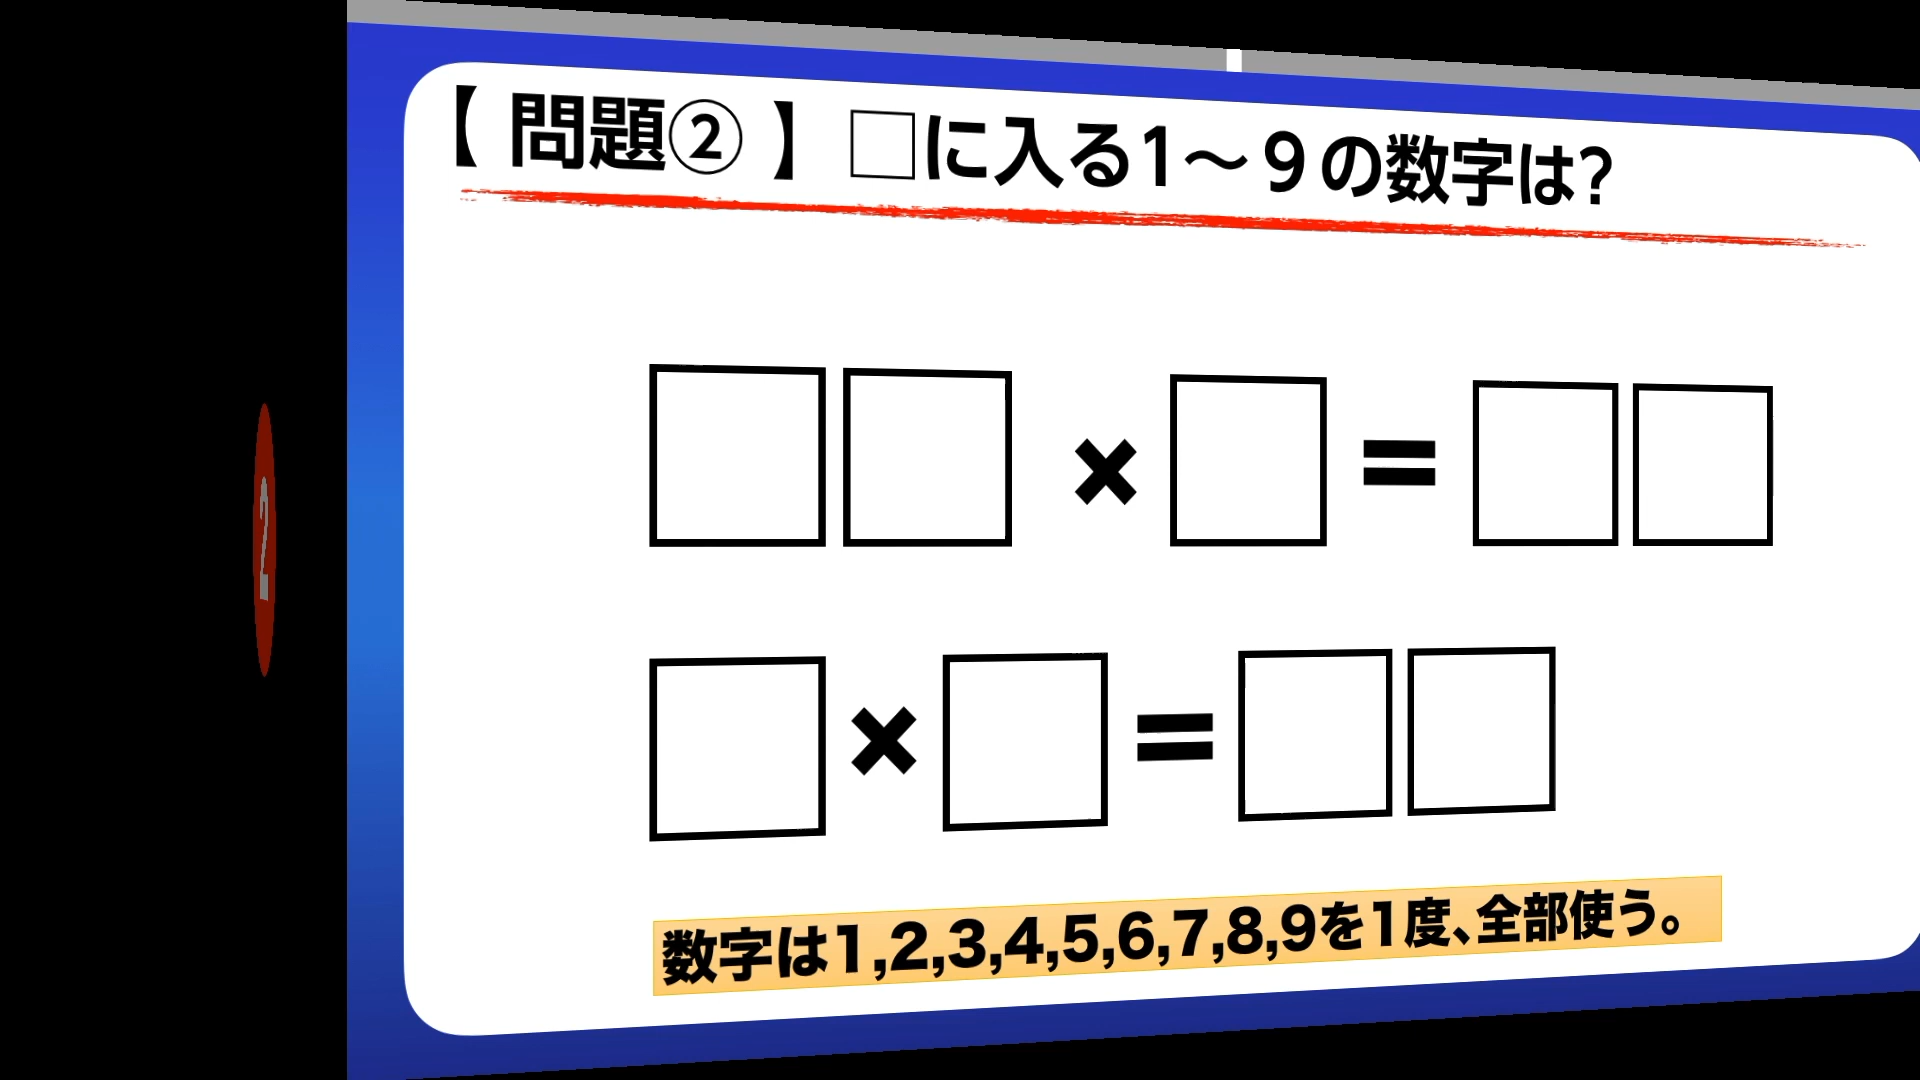 2
【 問題② 】 □に入る1〜9の数字は?
□□ × □ = □□
□ × □ = □□
数字は1,2,3,4,5,6,7,8,9を1度、全部使う。